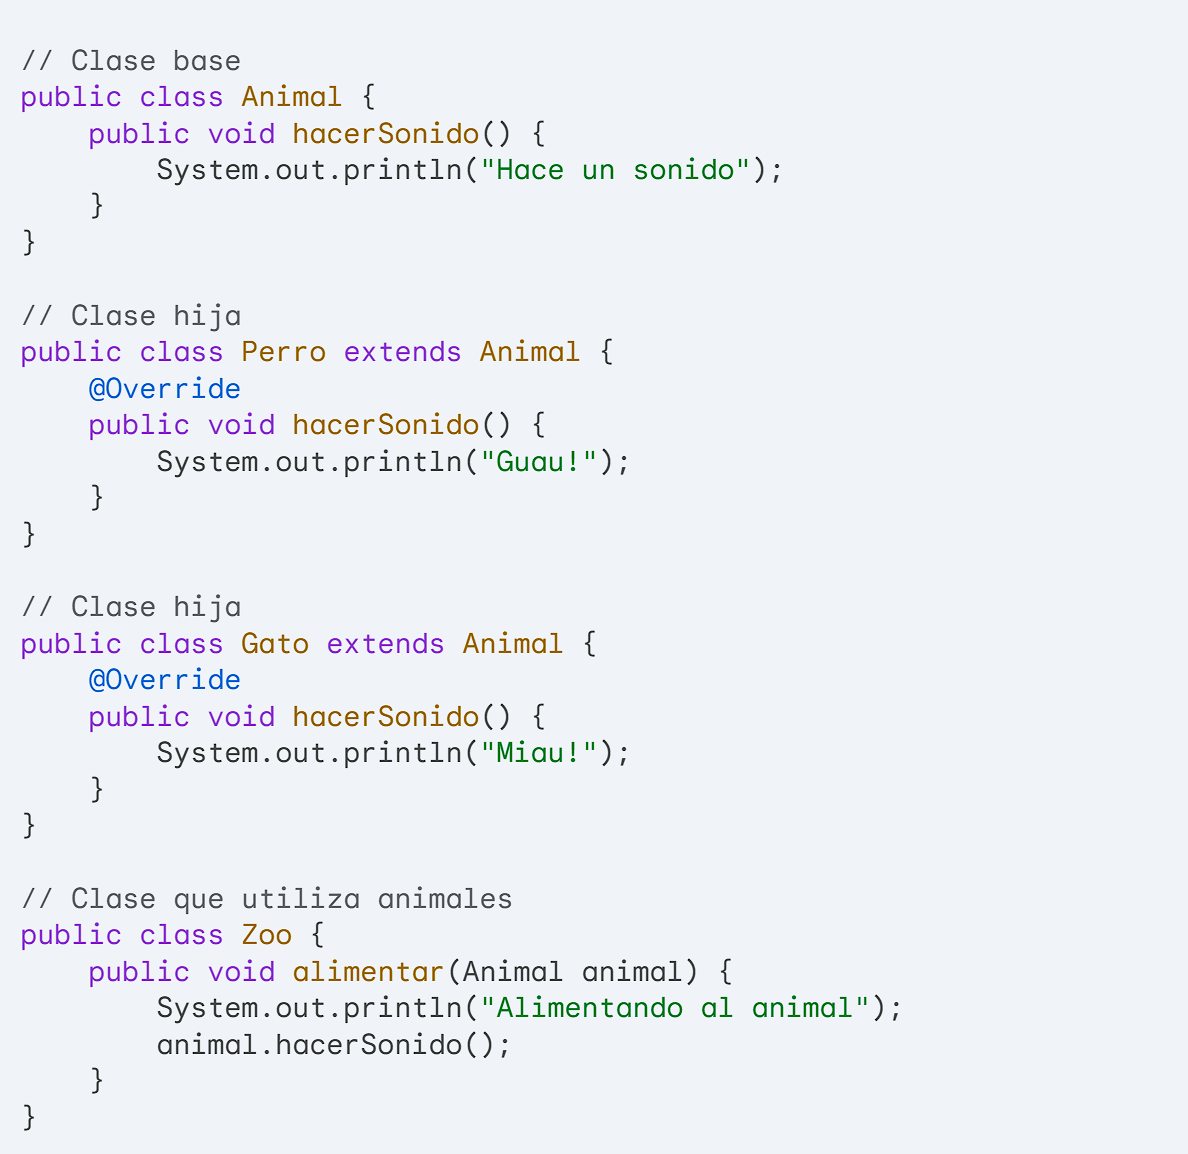 // Clase base
public class Animal {
    public void hacerSonido() {
        System.out.println("Hace un sonido");
    }
}

// Clase hija
public class Perro extends Animal {
    @Override
    public void hacerSonido() {
        System.out.println("Guau!");
    }
}

// Clase hija
public class Gato extends Animal {
    @Override
    public void hacerSonido() {
        System.out.println("Miau!");
    }
}

// Clase que utiliza animales
public class Zoo {
    public void alimentar(Animal animal) {
        System.out.println("Alimentando al animal");
        animal.hacerSonido();
    }
}